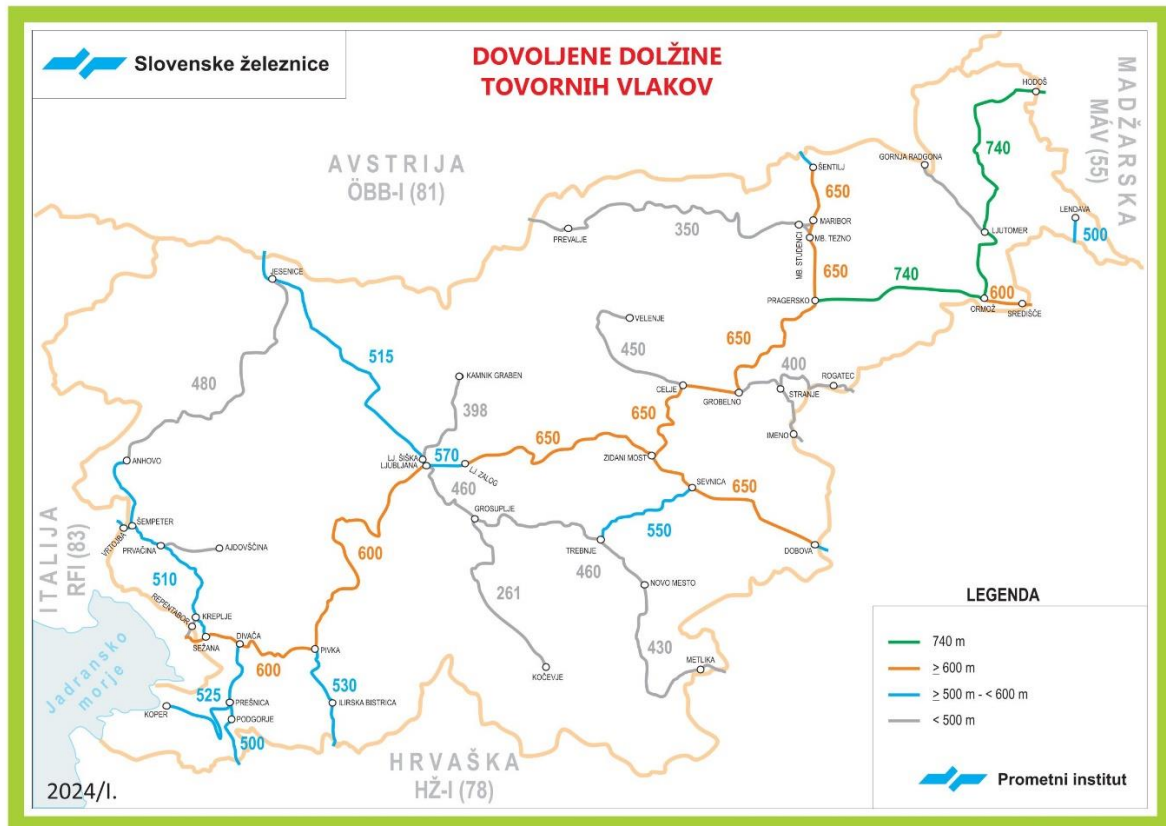 Slovenske železnice
DOVOLJENE DOLŽINE
TOVORNIH VLAKOV
MADŽARSKA
MÁV (55)
AVSTRIJA
ÖBB-I (81)
HODOŠ
740
GORNJA RADGONA
ŠENTILJ
650
LENDAVA
500
MARIBOR
PREVALJE
350
MB. STUDENCI
MB. TEZNO
LJUTOMER
JESENICE
650
740
600
PRAGERSKO
ORMOŽ
SREDIŠČE
VELENJE
650
515
450
400
480
KAMNIK GRABEN
ROGATEC
CELJE
GROBELNO
STRANJE
398
650
650
IMENO
ANHOVO
LJ. ŠIŠKA
LJUBLJANA
570
LJ. ZALOG
ZIDANI MOST
460
SEVNICA
650
GROSUPLJE
ŠEMPETER
VRTOJBA
550
ITALIJA
RFI (83)
PRVAČINA
AJDOVŠČINA
600
TREBNJE
460
DOBOVA
510
NOVO MESTO
261
REPENTABOR
KREPLJE
LEGENDA
SEŽANA
DIVAČA
600
PIVKA
430
METLIKA
740 m
≥ 600 m
≥ 500 m - < 600 m
< 500 m
KOČEVJE
Jadransko
morje
525
PREŠNICA
530
ILIRSKA BISTRICA
KOPER
PODGORJE
500
HRVAŠKA
HŽ-I (78)
2024/I.
Prometni institut